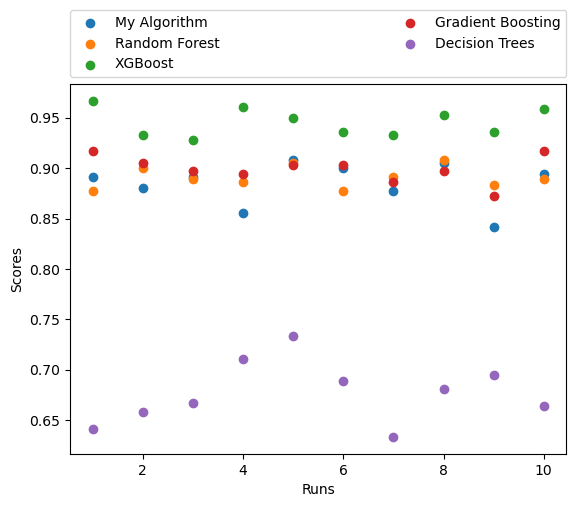 My Algorithm
Random Forest
XGBoost
Gradient Boosting
Decision Trees
0.95
0.90
0.85
0.80
0.75
0.70
0.65
Scores
2 4 6 8 10
Runs